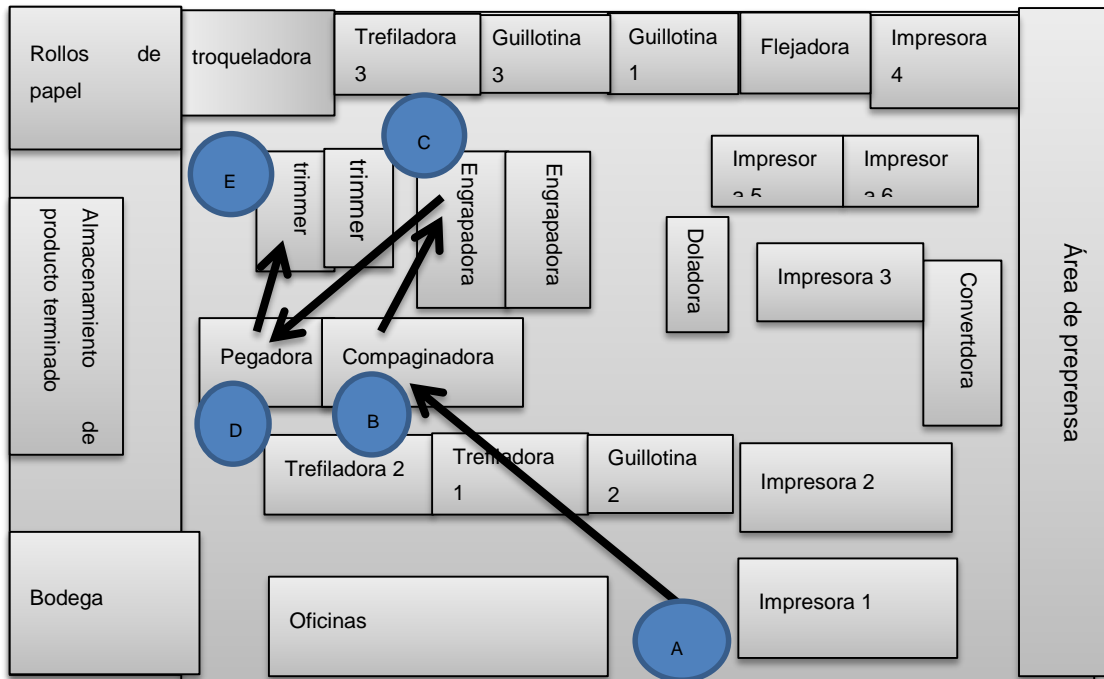 Rollos de
papel
troqueladora
Trefiladora
3
Guillotina
3
Guillotina
1
Flejadora
Impresora
4
C
E
trimmer
trimmer
Engrapadora
Engrapadora
Impresor
a 5
Impresor
a 6
Almacenamiento de
producto terminado
Doladora
Impresora 3
Convertdora
Área de preprensa
Pegadora
Compaginadora
D
B
Trefiladora 2
Trefiladora
1
Guillotina
2
Impresora 2
Bodega
Oficinas
A
Impresora 1